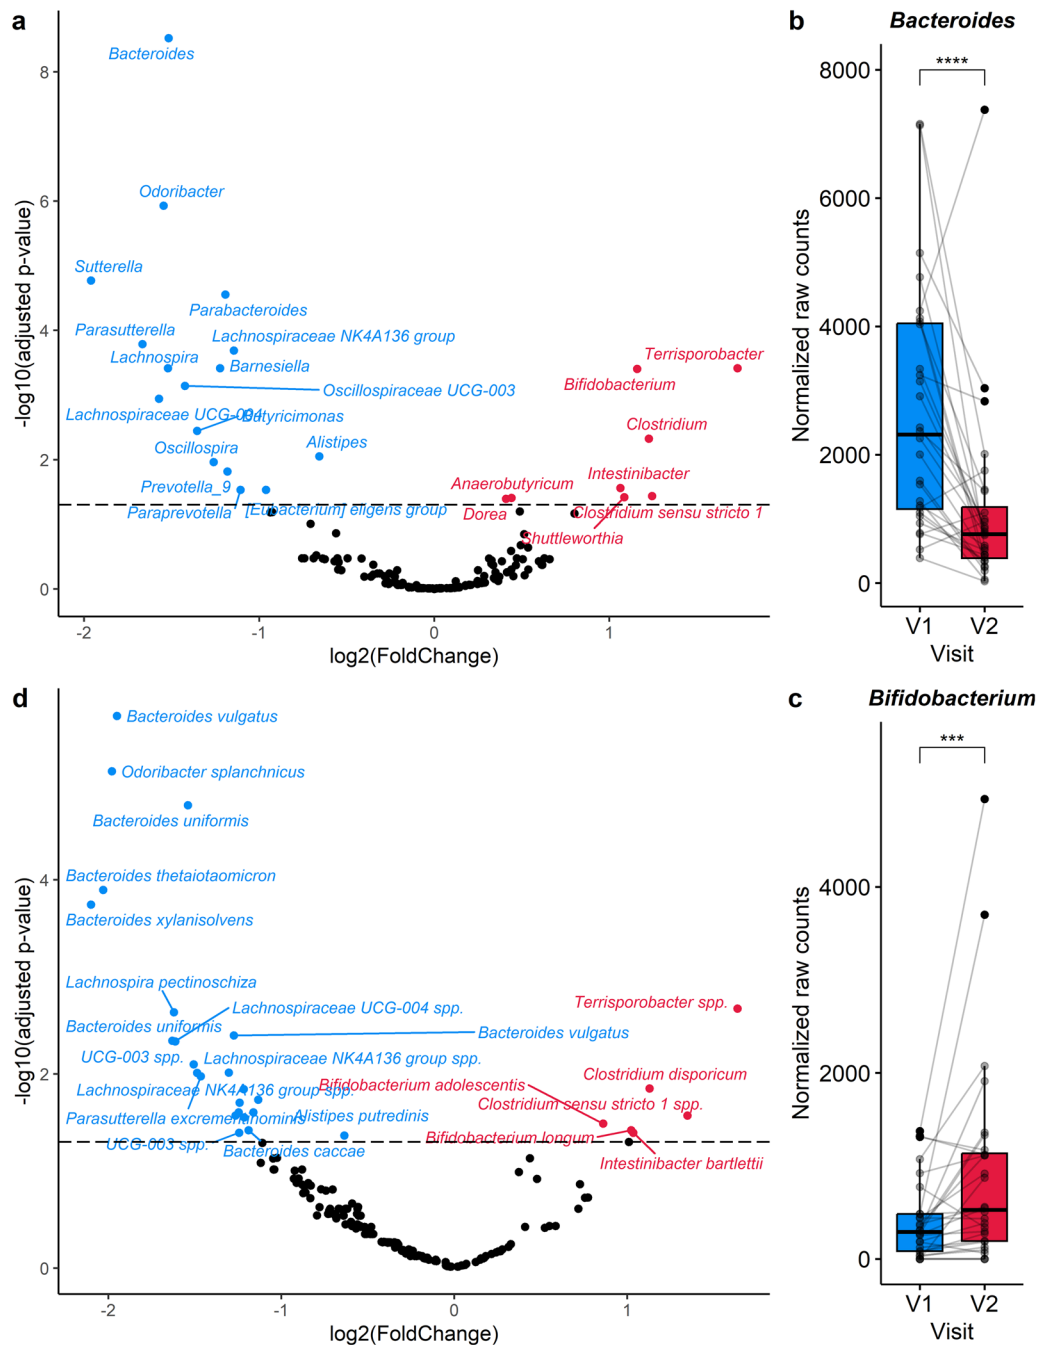 a
Bacteroides
Odoribacter
Sutterella
Parabacteroides
Parasutterella
Lachnospiraceae NK4A136 group
Lachnospira
Barnesiella
Oscillospiraceae UCG-003
Lachnospiraceae UCG-004
Butyricimonas
Oscillospira
Alistipes
Prevotella_9
Paraprevotella
[Eubacterium] eligens group
Terrisporobacter
Bifidobacterium
Clostridium
Intestinibacter
Anaerobutyricum
Dorea
Clostridium sensu stricto 1
Shuttleworthia
8
6
4
2
0
-log10(adjusted p-value)
-2
-1
0
1
log2(FoldChange)
b
Bacteroides
****
8000
6000
4000
2000
0
Normalized raw counts
V1
V2
Visit
d
Bacteroides vulgatus
Odoribacter splanchnicus
Bacteroides uniformis
Bacteroides thetaiotaomicron
Bacteroides xylanisolvens
Lachnospira pectinoschiza
Lachnospiraceae UCG-004 spp.
Bacteroides uniformis
Bacteroides vulgatus
UCG-003 spp.
Lachnospiraceae NK4A136 group spp.
Lachnospiraceae NK4A136 group spp.
Parasutterella excrementihominis
Alistipes putredinis
UCG-003 spp.
Bacteroides caccae
Terrisporobacter spp.
Clostridium disporicum
Bifidobacterium adolescentis
Clostridium sensu stricto 1 spp.
Bifidobacterium longum
Intestinibacter bartlettii
4
2
0
-log10(adjusted p-value)
-2
-1
0
1
log2(FoldChange)
c
Bifidobacterium
***
4000
2000
0
Normalized raw counts
V1
V2
Visit